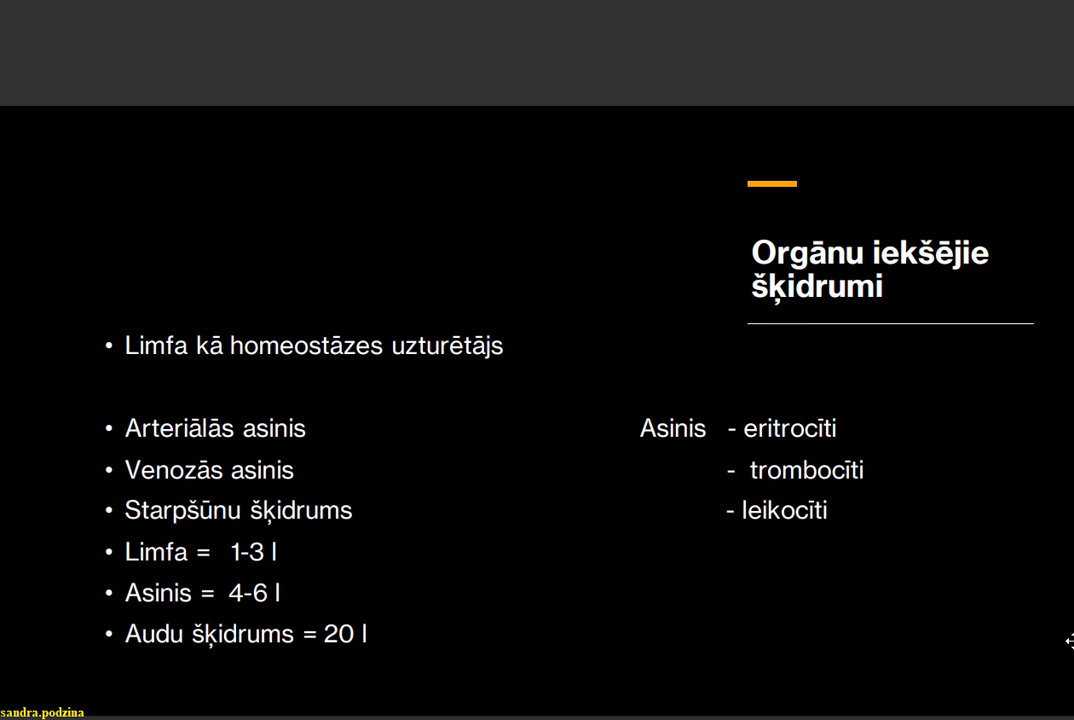 Orgānu iekšējie
šķidrumi
• Limfa kā homeostāzes uzturētājs
• Arteriālās asinis
• Venozās asinis
• Starpšūnu šķidrums
• Limfa = 1-3 l
• Asinis = 4-6 l
• Audu šķidrums = 20 l
Asinis - eritrocīti
- trombocīti
- leikocīti
sandra.podzina